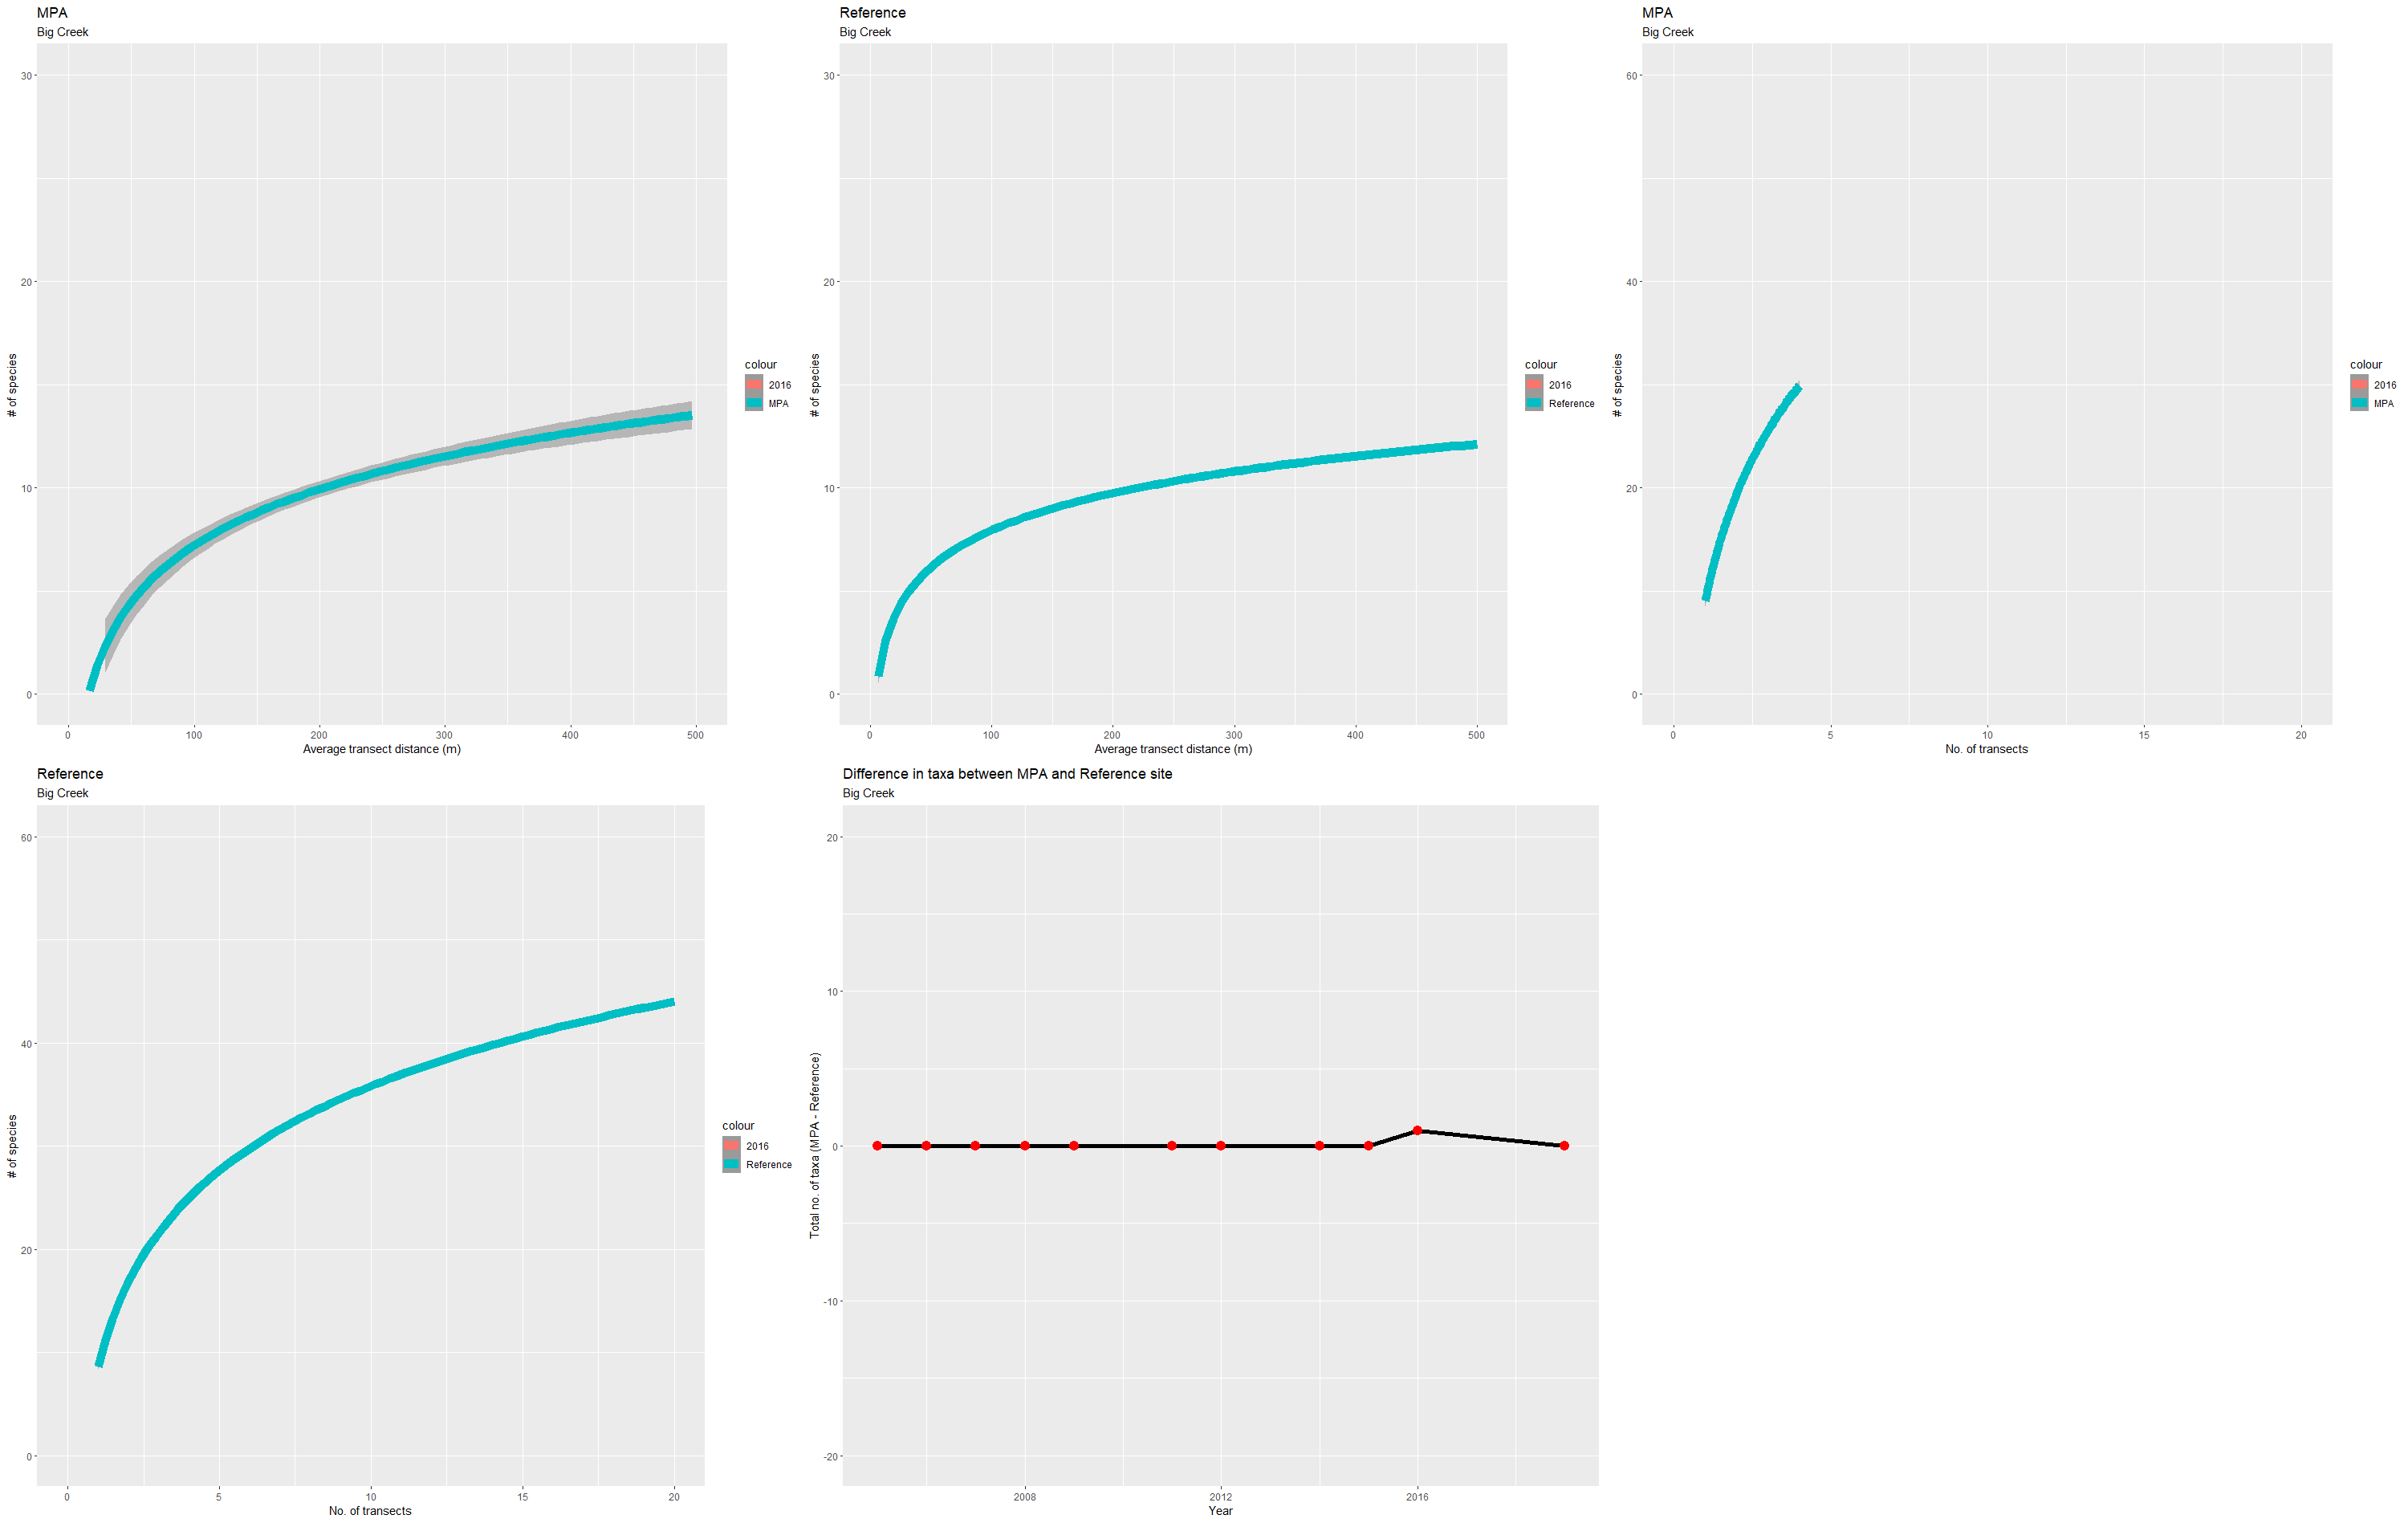 MPA
Big Creek
30
20
10
0
# of species
0 100 200 300 400 500
Average transect distance (m)
colour
2016
MPA
Reference
Big Creek
30
20
10
0
# of species
0 100 200 300 400 500
Average transect distance (m)
colour
2016
Reference
MPA
Big Creek
60
40
20
0
# of species
0 5 10 15 20
No. of transects
colour
2016
MPA
Reference
Big Creek
60
40
20
0
# of species
0 5 10 15 20
No. of transects
colour
2016
Reference
Difference in taxa between MPA and Reference site
Big Creek
20
10
0
-10
-20
Total no. of taxa (MPA - Reference)
2008 2012 2016
Year